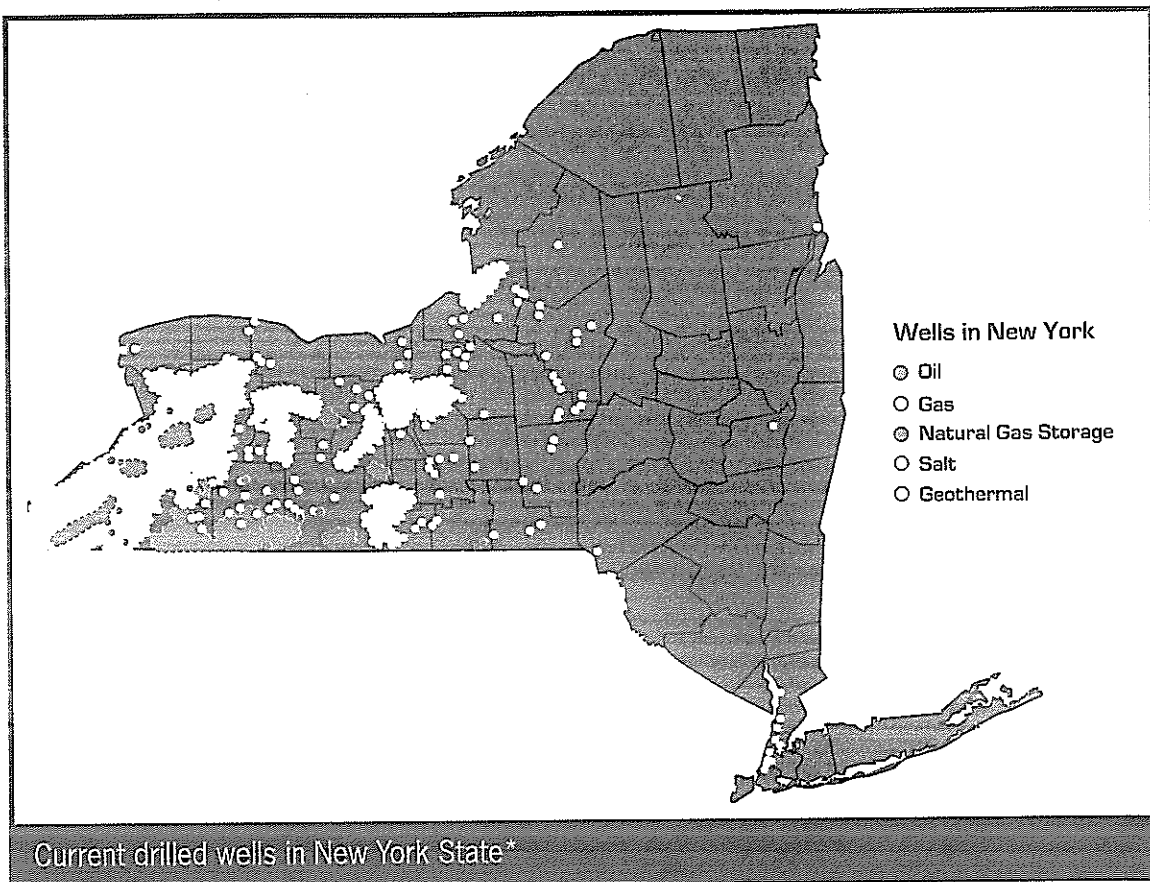 Wells in New York
Oil
Gas
Natural Gas Storage
Salt
Geothermal
Current drilled wells in New York State*